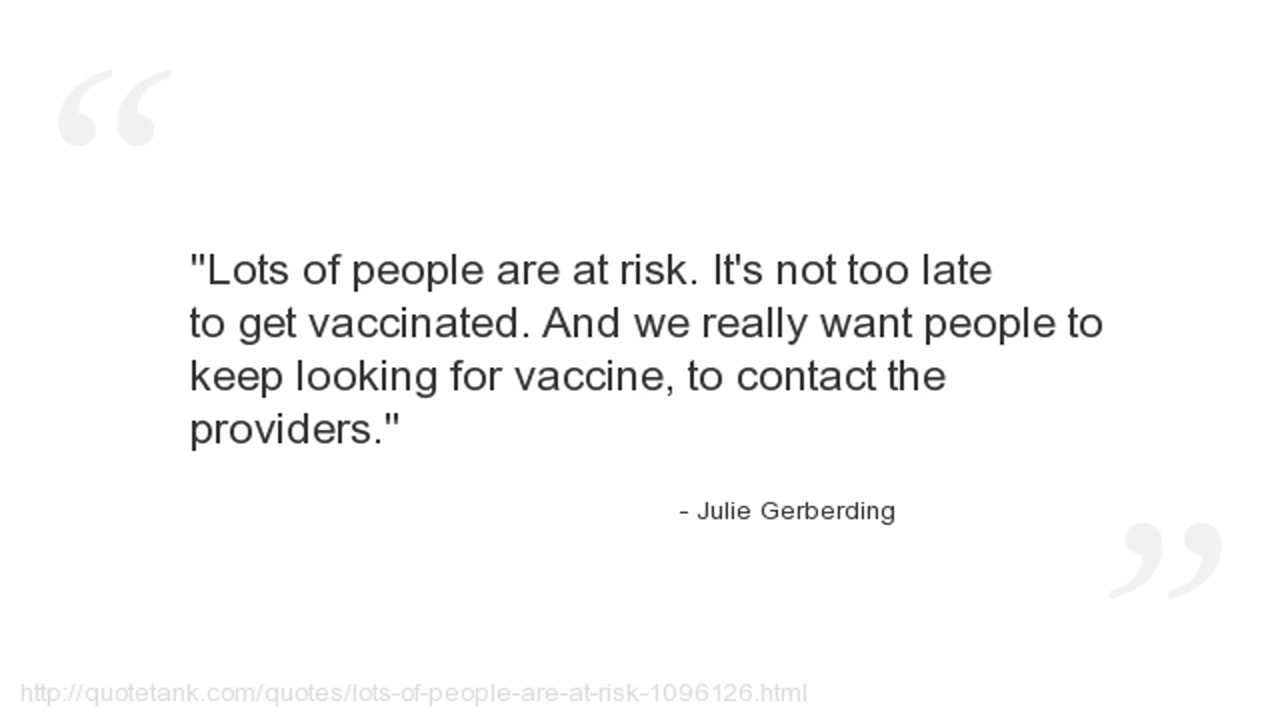 "Lots of people are at risk. It's not too late
to get vaccinated. And we really want people to
keep looking for vaccine, to contact the
providers."
- Julie Gerberding
http://quotetank.com/quotes/lots-of-people-are-at-risk-1096126.html